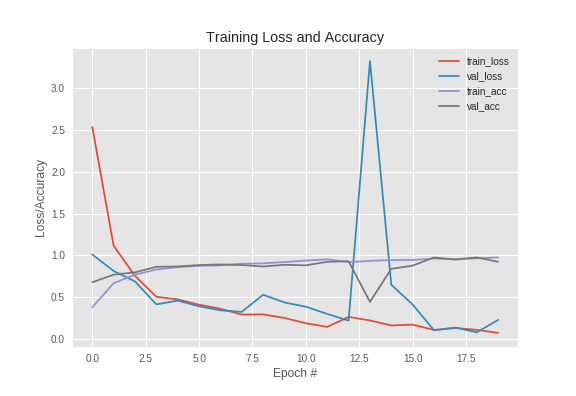 Training Loss and Accuracy
train_loss
val_loss
train_acc
val_acc
Loss/Accuracy
3.0
2.5
2.0
1.5
1.0
0.5
0.0
0.0 2.5 5.0 7.5 10.0 12.5 15.0 17.5
Epoch #